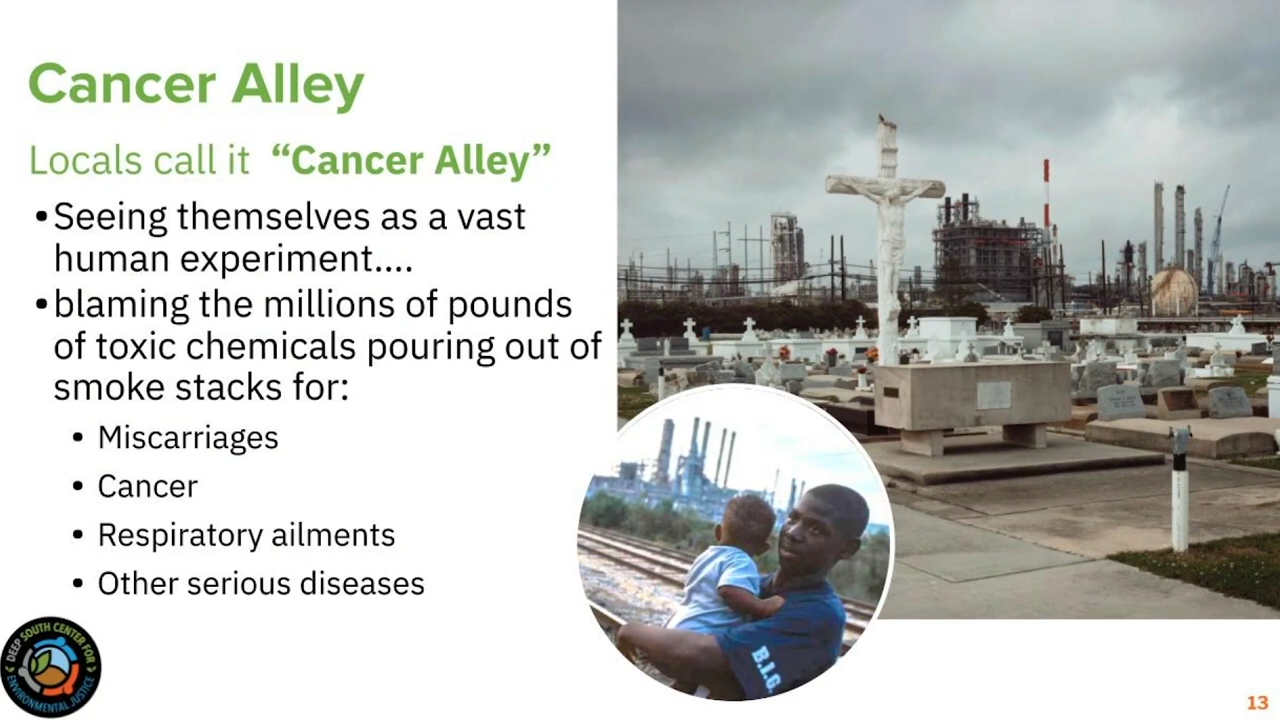 Cancer Alley
Locals call it “Cancer Alley”
• Seeing themselves as a vast
human experiment....
• blaming the millions of pounds
of toxic chemicals pouring out of
smoke stacks for:
• Miscarriages
• Cancer
• Respiratory ailments
• Other serious diseases
B.I.G.
DEEP SOUTH CENTER FOR
ENVIRONMENTAL JUSTICE
13